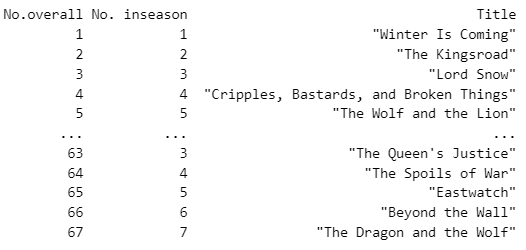 No.overall No. inseason Title
1 1 "Winter Is Coming"
2 2 "The Kingsroad"
3 3 "Lord Snow"
4 4 "Cripples, Bastards, and Broken Things"
5 5 "The Wolf and the Lion"
... ... ...
63 3 "The Queen's Justice"
64 4 "The Spoils of War"
65 5 "Eastwatch"
66 6 "Beyond the Wall"
67 7 "The Dragon and the Wolf"